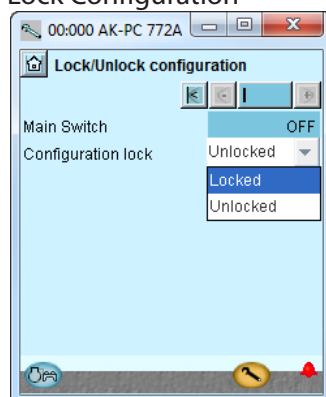 Lock Configuration
00:000 AK-PC 772A
Lock/Unlock configuration
Main Switch OFF
Configuration lock Unlocked
Locked
Unlocked